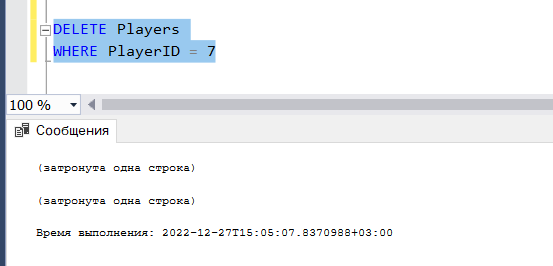 DELETE Players
WHERE PlayerID = 7
100 %
Сообщения
(затронута одна строка)
(затронута одна строка)
Время выполнения: 2022-12-27T15:05:07.8370988+03:00